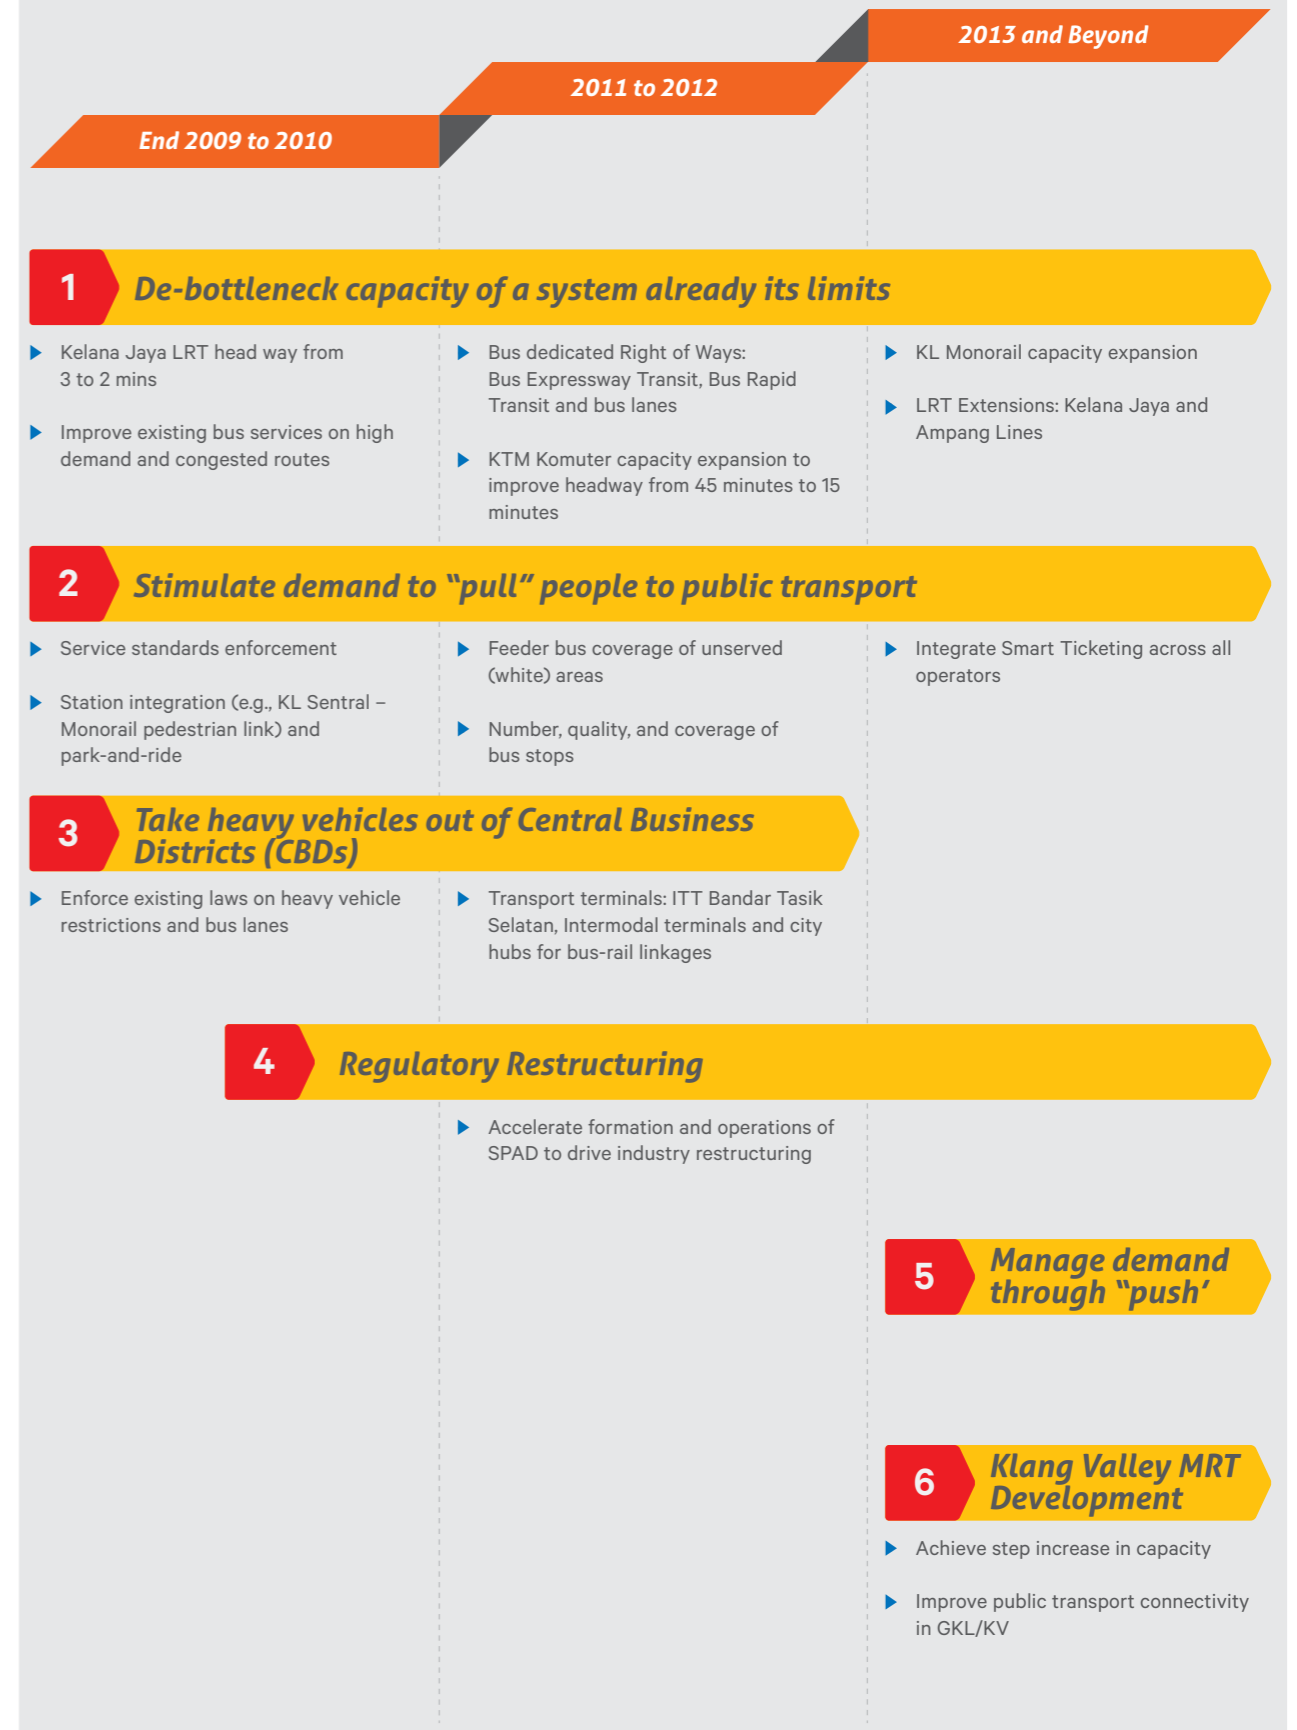 2013 and Beyond
2011 to 2012
End 2009 to 2010
1
De-bottleneck capacity of a system already its limits
Kelana Jaya LRT head way from
3 to 2 mins
Improve existing bus services on high
demand and congested routes
Bus dedicated Right of Ways:
Bus Expressway Transit, Bus Rapid
Transit and bus lanes
KTM Komuter capacity expansion to
improve headway from 45 minutes to 15
minutes
KL Monorail capacity expansion
LRT Extensions: Kelana Jaya and
Ampang Lines
2
Stimulate demand to “pull” people to public transport
Service standards enforcement
Station integration (e.g., KL Sentral –
Monorail pedestrian link) and
park-and-ride
Feeder bus coverage of unserved
(white) areas
Number, quality, and coverage of
bus stops
Integrate Smart Ticketing across all
operators
3
Take heavy vehicles out of Central Business
Districts (CBDs)
Enforce existing laws on heavy vehicle
restrictions and bus lanes
Transport terminals: ITT Bandar Tasik
Selatan, Intermodal terminals and city
hubs for bus-rail linkages
4
Regulatory Restructuring
Accelerate formation and operations of
SPAD to drive industry restructuring
5
Manage demand
through “push’
6
Klang Valley MRT
Development
Achieve step increase in capacity
Improve public transport connectivity
in GKL/KV